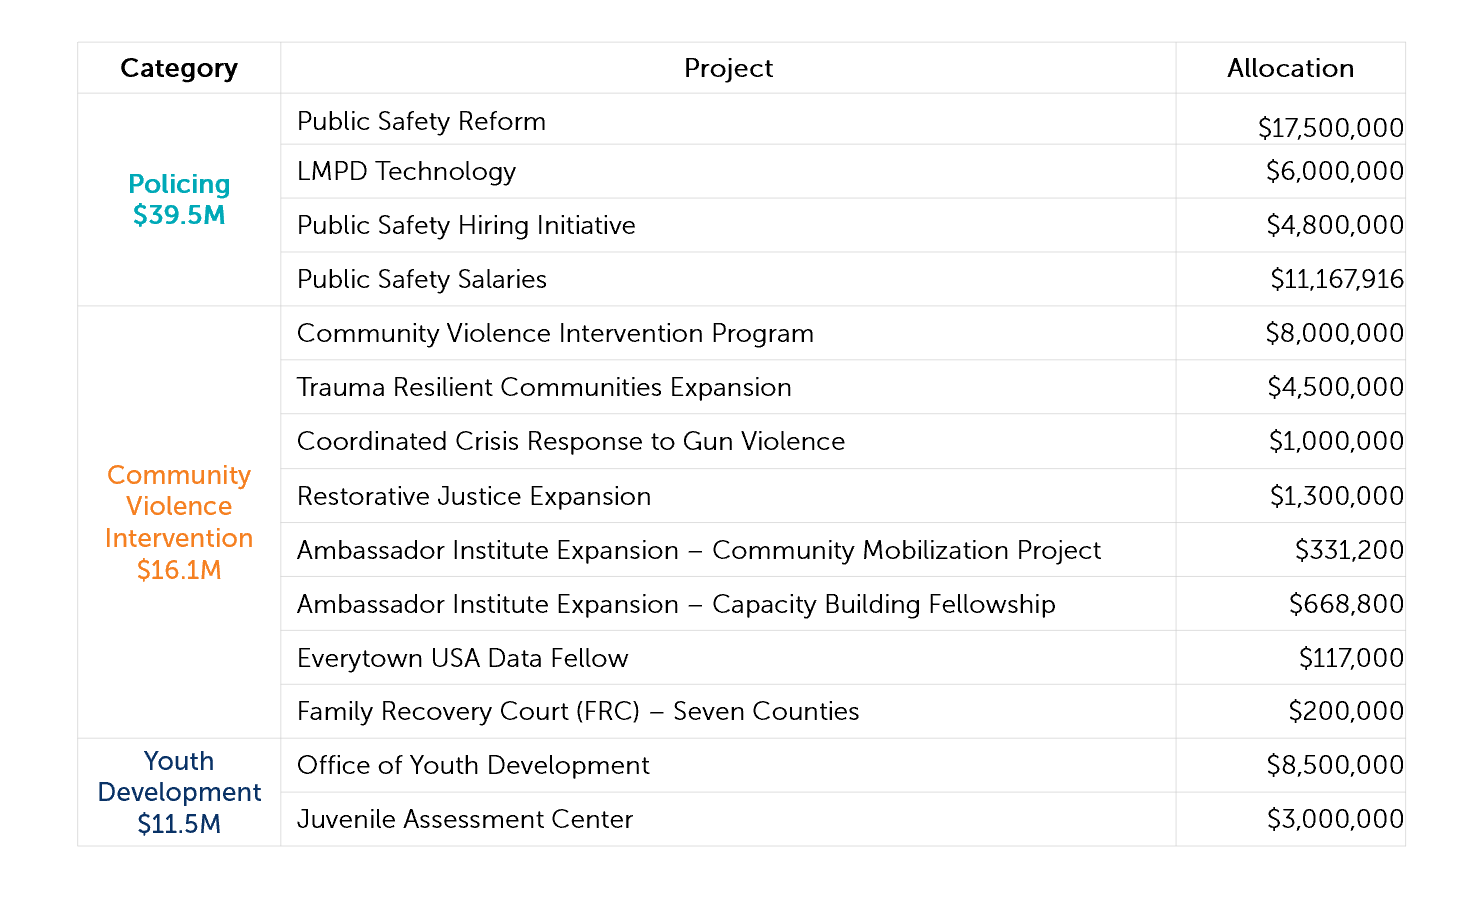 Category Project Allocation
Policing
$39.5M
Public Safety Reform $17,500,000
LMPD Technology $6,000,000
Public Safety Hiring Initiative $4,800,000
Public Safety Salaries $11,167,916
Community
Violence
Intervention
$16.1M
Community Violence Intervention Program $8,000,000
Trauma Resilient Communities Expansion $4,500,000
Coordinated Crisis Response to Gun Violence $1,000,000
Restorative Justice Expansion $1,300,000
Ambassador Institute Expansion – Community Mobilization Project $331,200
Ambassador Institute Expansion – Capacity Building Fellowship $668,800
Everytown USA Data Fellow $117,000
Family Recovery Court (FRC) – Seven Counties $200,000
Youth
Development
$11.5M
Office of Youth Development $8,500,000
Juvenile Assessment Center $3,000,000